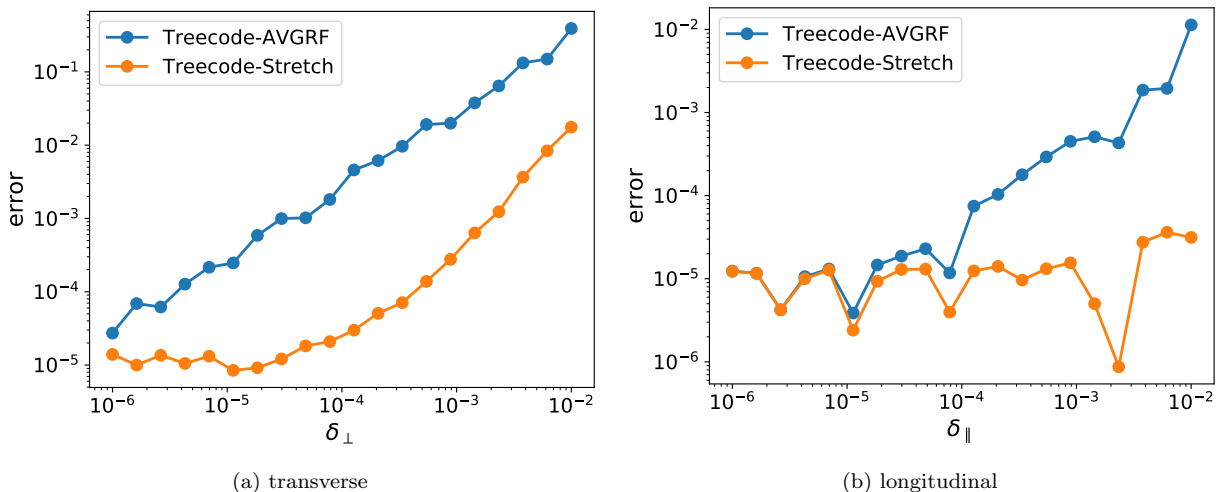 Treecode-AVGRF
Treecode-Stretch
error
10⁻¹
10⁻²
10⁻³
10⁻⁴
10⁻⁵
10⁻⁶ 10⁻⁵ 10⁻⁴ 10⁻³ 10⁻²
δ⊥
(a) transverse
Treecode-AVGRF
Treecode-Stretch
error
10⁻²
10⁻³
10⁻⁴
10⁻⁵
10⁻⁶
10⁻⁶ 10⁻⁵ 10⁻⁴ 10⁻³ 10⁻²
δ∥
(b) longitudinal